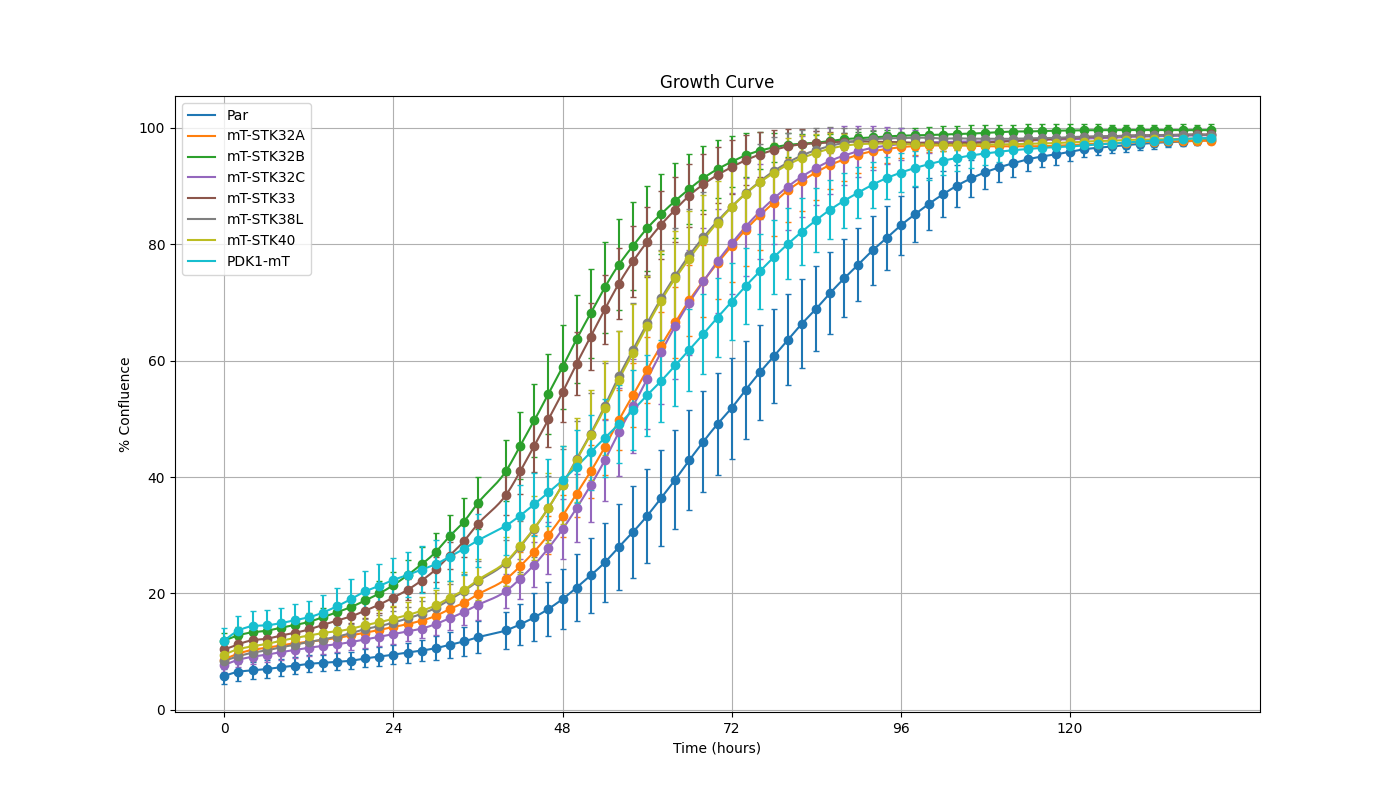 Growth Curve
Par
mT-STK32A
mT-STK32B
mT-STK32C
mT-STK33
mT-STK38L
mT-STK40
PDK1-mT
100
80
60
40
20
0
% Confluence
0 24 48 72 96 120
Time (hours)